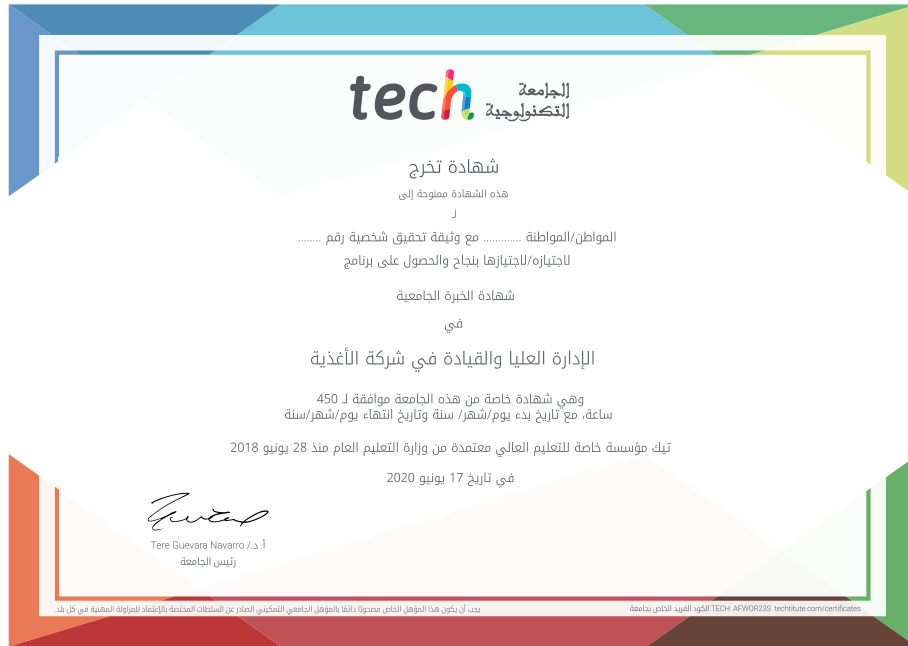 tech الجامعة
التكنولوجية
شهادة تخرج
هذه الشهادة ممنوحة إلى
لـ
المواطن/المواطنة ............. مع وثيقة تحقيق شخصية رقم ........
لاجتيازه/لاجتيازها بنجاح والحصول على برنامج
شهادة الخبرة الجامعية
في
الإدارة العليا والقيادة في شركة الأغذية
وهي شهادة خاصة من هذه الجامعة موافقة لـ 450
ساعة، مع تاريخ بدء يوم/شهر/ سنة وتاريخ انتهاء يوم/شهر/سنة
تيك مؤسسة خاصة للتعليم العالي معتمدة من وزارة التعليم العام منذ 28 يونيو 2018
في تاريخ 17 يونيو 2020
أ. د./ Tere Guevara Navarro
رئيس الجامعة
الكود الفريد الخاص بجامعة TECH: AFWOR23S techtitute.com/certificates
يجب أن يكون هذا المؤهل الخاص مصحوبًا دائمًا بالمؤهل الجامعي التمكيني الصادر عن السلطات المختصة بالإعتماد للمزاولة المهنية في كل بلد.